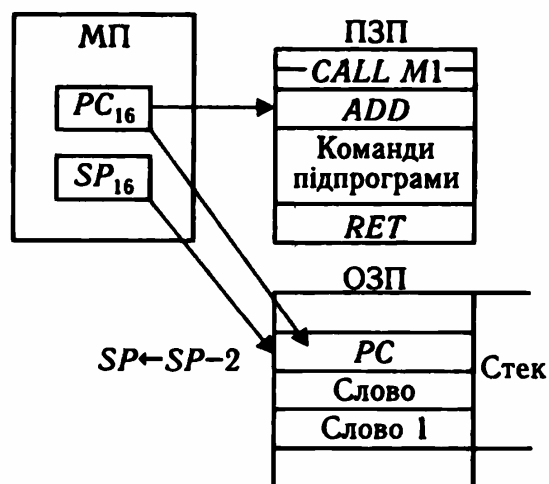 МП
ПЗП
CALL M1
PC₁₆
ADD
Команди
підпрограми
SP₁₆
RET
ОЗП
SP←SP−2
PC
Стек
Слово
Слово 1